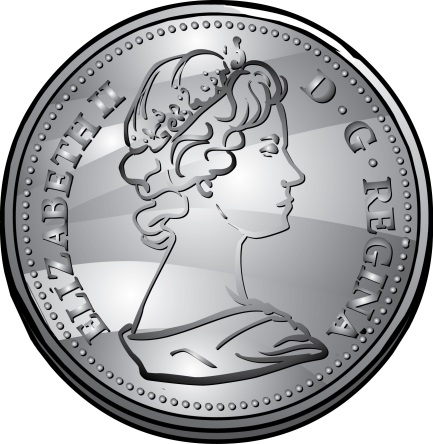 ELIZABETH II
D · G · REGINA